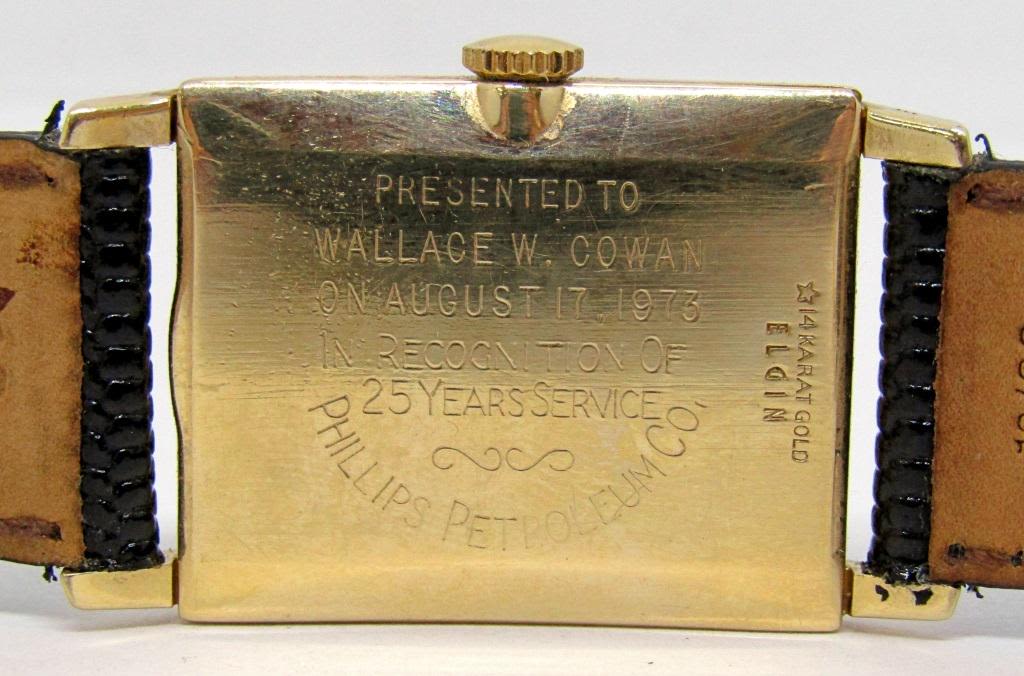 PRESENTED TO
WALLACE W. COWAN
ON AUGUST 17, 1973
IN RECOGNITION OF
25 YEARS SERVICE
PHILLIPS PETROLEUM CO.
☆14 KARAT GOLD
ELGIN